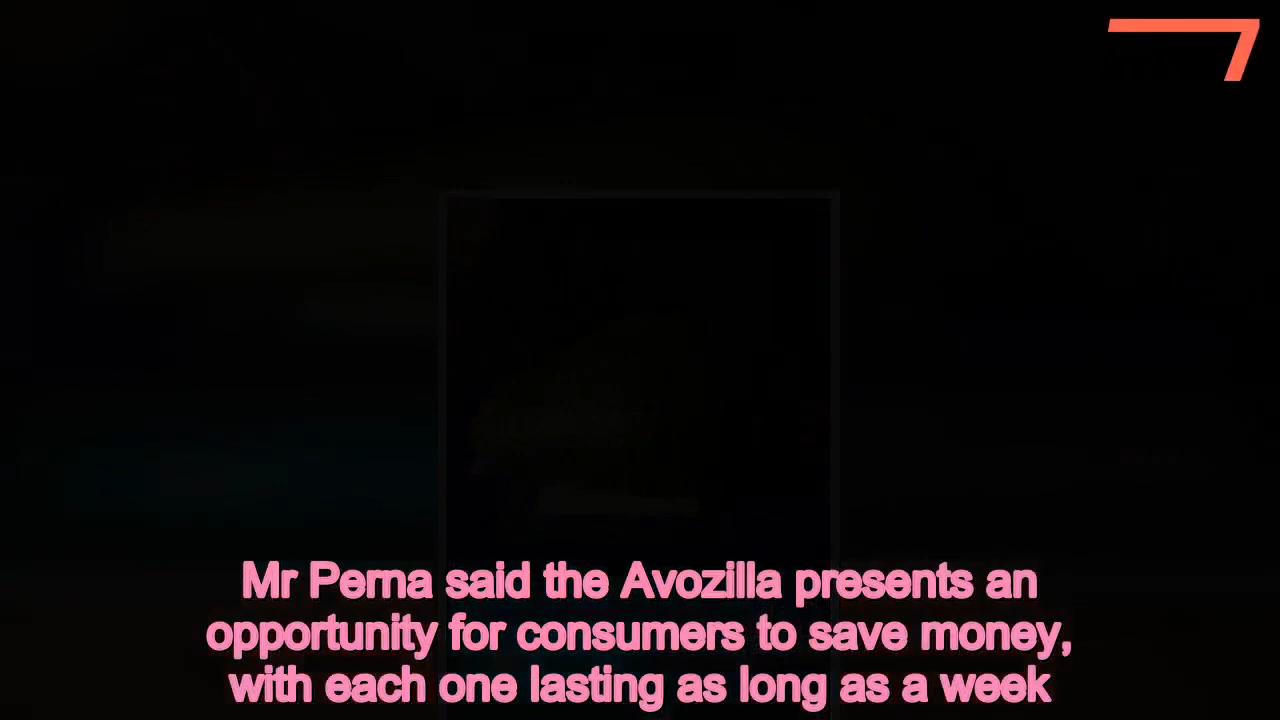 Mr Perna said the Avozilla presents an
opportunity for consumers to save money,
with each one lasting as long as a week